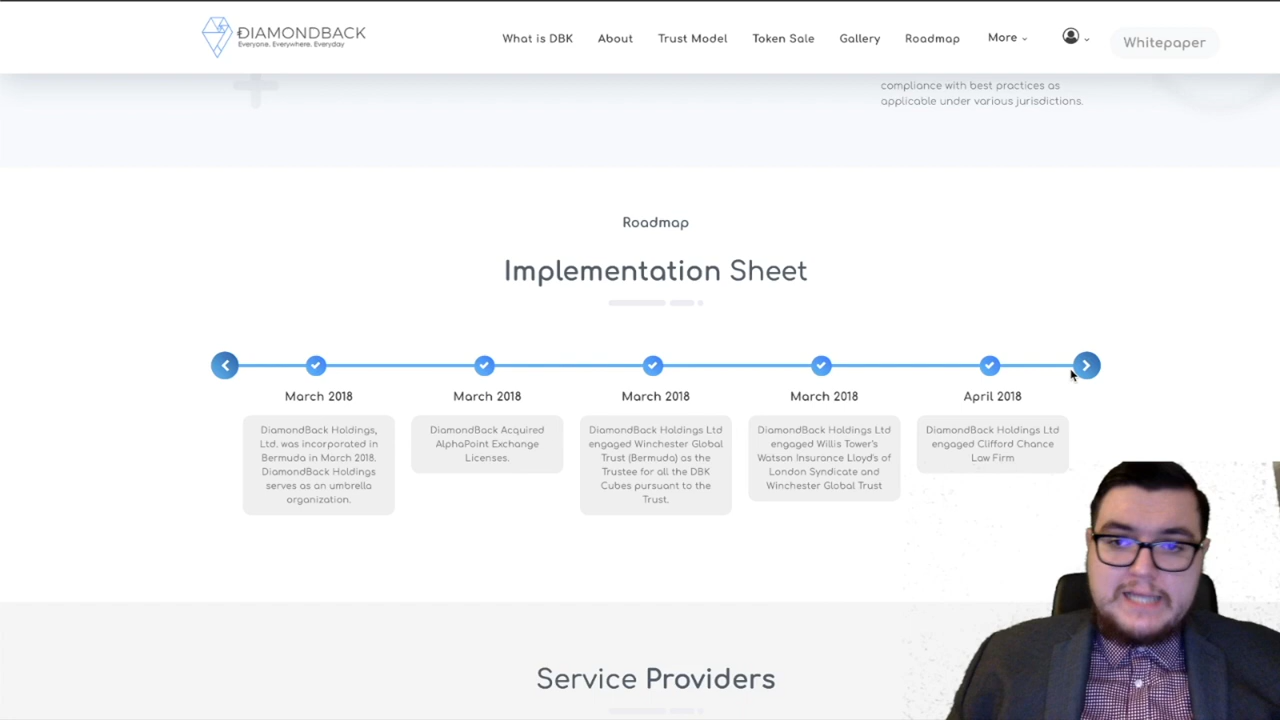 DIAMONDBACK
Everyone. Everywhere. Everyday
What is DBK
About
Trust Model
Token Sale
Gallery
Roadmap
More
Whitepaper
compliance with best practices as
applicable under various jurisdictions.
Roadmap
Implementation Sheet
March 2018
DiamondBack Holdings,
Ltd. was incorporated in
Bermuda in March 2018.
DiamondBack Holdings
serves as an umbrella
organization.
March 2018
DiamondBack Acquired
AlphaPoint Exchange
Licenses.
March 2018
DiamondBack Holdings Ltd
engaged Winchester Global
Trust (Bermuda) as the
Trustee for all the DBK
Cubes pursuant to the
Trust.
March 2018
DiamondBack Holdings Ltd
engaged Willis Tower's
Watson Insurance Lloyd's of
London Syndicate and
Winchester Global Trust
April 2018
DiamondBack Holdings Ltd
engaged Clifford Chance
Law Firm
Service Providers